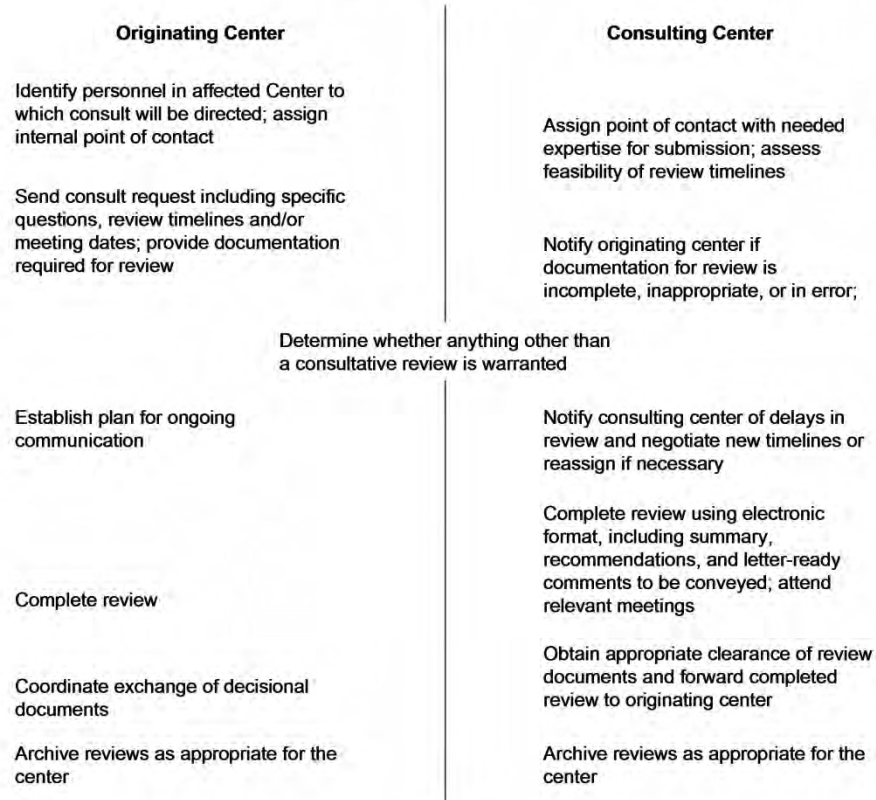 Originating Center
Identify personnel in affected Center to
which consult will be directed; assign
internal point of contact
Send consult request including specific
questions, review timelines and/or
meeting dates; provide documentation
required for review
Consulting Center
Assign point of contact with needed
expertise for submission; assess
feasibility of review timelines
Notify originating center if
documentation for review is
incomplete, inappropriate, or in error;
Determine whether anything other than
a consultative review is warranted
Establish plan for ongoing
communication
Complete review
Coordinate exchange of decisional
documents
Archive reviews as appropriate for the
center
Notify consulting center of delays in
review and negotiate new timelines or
reassign if necessary
Complete review using electronic
format, including summary,
recommendations, and letter-ready
comments to be conveyed; attend
relevant meetings
Obtain appropriate clearance of review
documents and forward completed
review to originating center
Archive reviews as appropriate for the
center